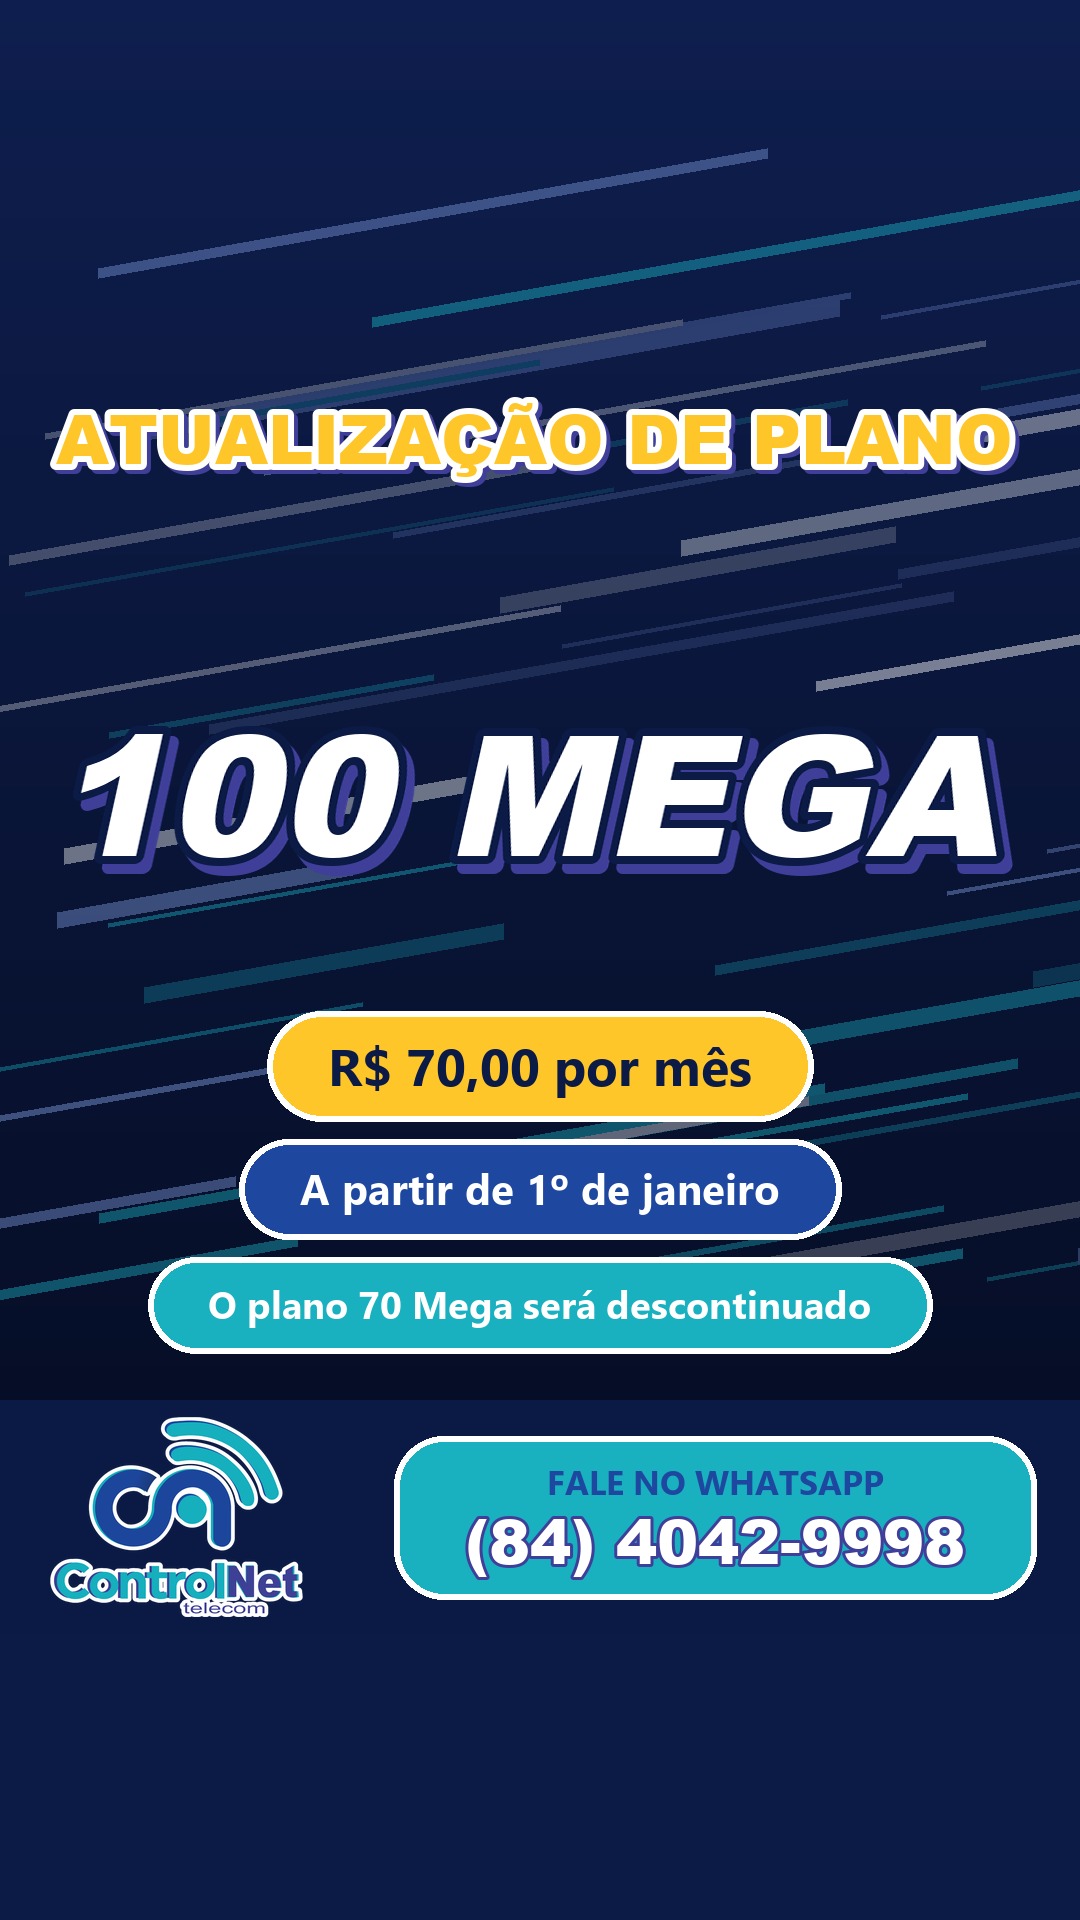 ATUALIZAÇÃO DE PLANO
100 MEGA
R$ 70,00 por mês
A partir de 1º de janeiro
O plano 70 Mega será descontinuado
ControlNet
telecom
FALE NO WHATSAPP
(84) 4042-9998